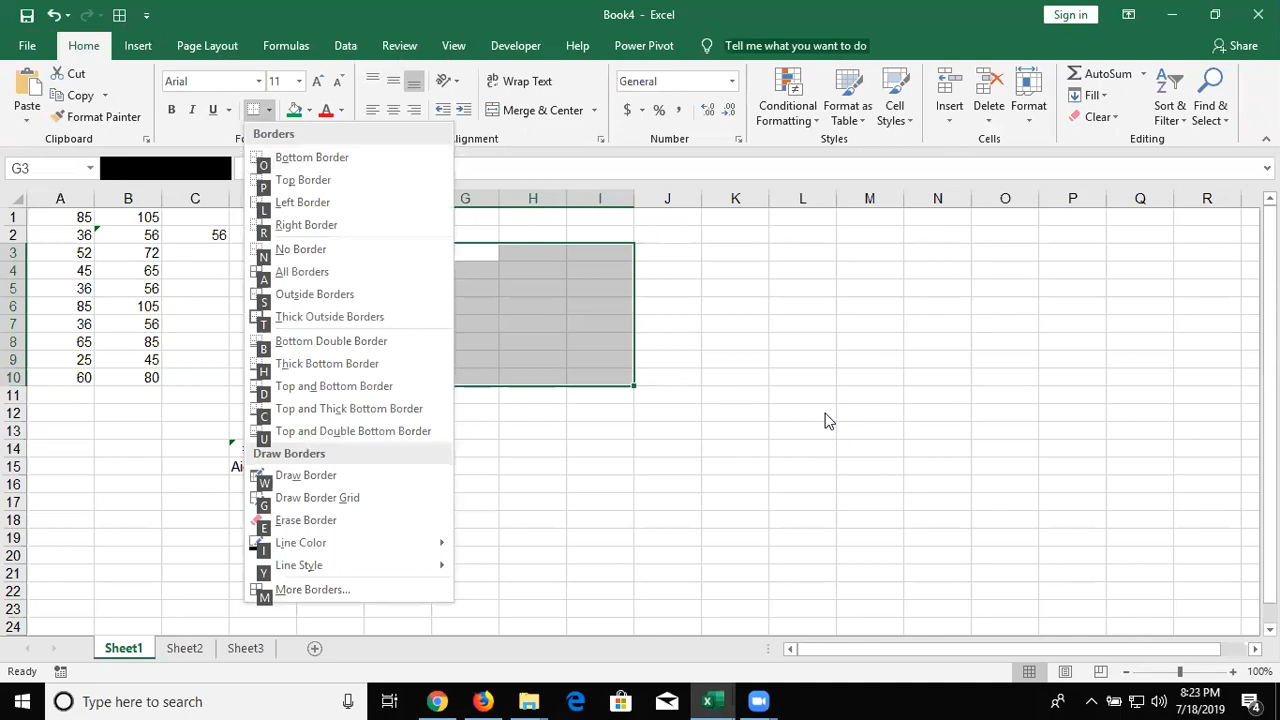 Book4 - Excel
Sign in
File Home Insert Page Layout Formulas Data Review View Developer Help Power Pivot Tell me what you want to do Share
Paste
Cut
Copy
Format Painter
Clipboard
Arial 11
B I U
Wrap Text
Merge & Center
Alignment
General
$ %
Number
Conditional Formatting
Format as Table
Cell Styles
Styles
Insert Delete Format
Cells
AutoSum
Fill
Clear
Sort & Filter
Find & Select
G3
A B C G H I J K L M N O P Q R
1 85 105
2 36 56 56
3 52 72
4 45 65
5 36 56
6 85 105
7 36 56
8 65 85
9 25 45
10 60 80
11
12
13
14
15
16
17
18
19
20
21
22
23
24
Borders
O Bottom Border
P Top Border
L Left Border
R Right Border
N No Border
A All Borders
S Outside Borders
T Thick Outside Borders
B Bottom Double Border
H Thick Bottom Border
D Top and Bottom Border
C Top and Thick Bottom Border
U Top and Double Bottom Border
Draw Borders
W Draw Border
G Draw Border Grid
E Erase Border
I Line Color
Y Line Style
M More Borders...
Sheet1 Sheet2 Sheet3
Ready
100%
Type here to search
8:23 PM
7/18/2019
4